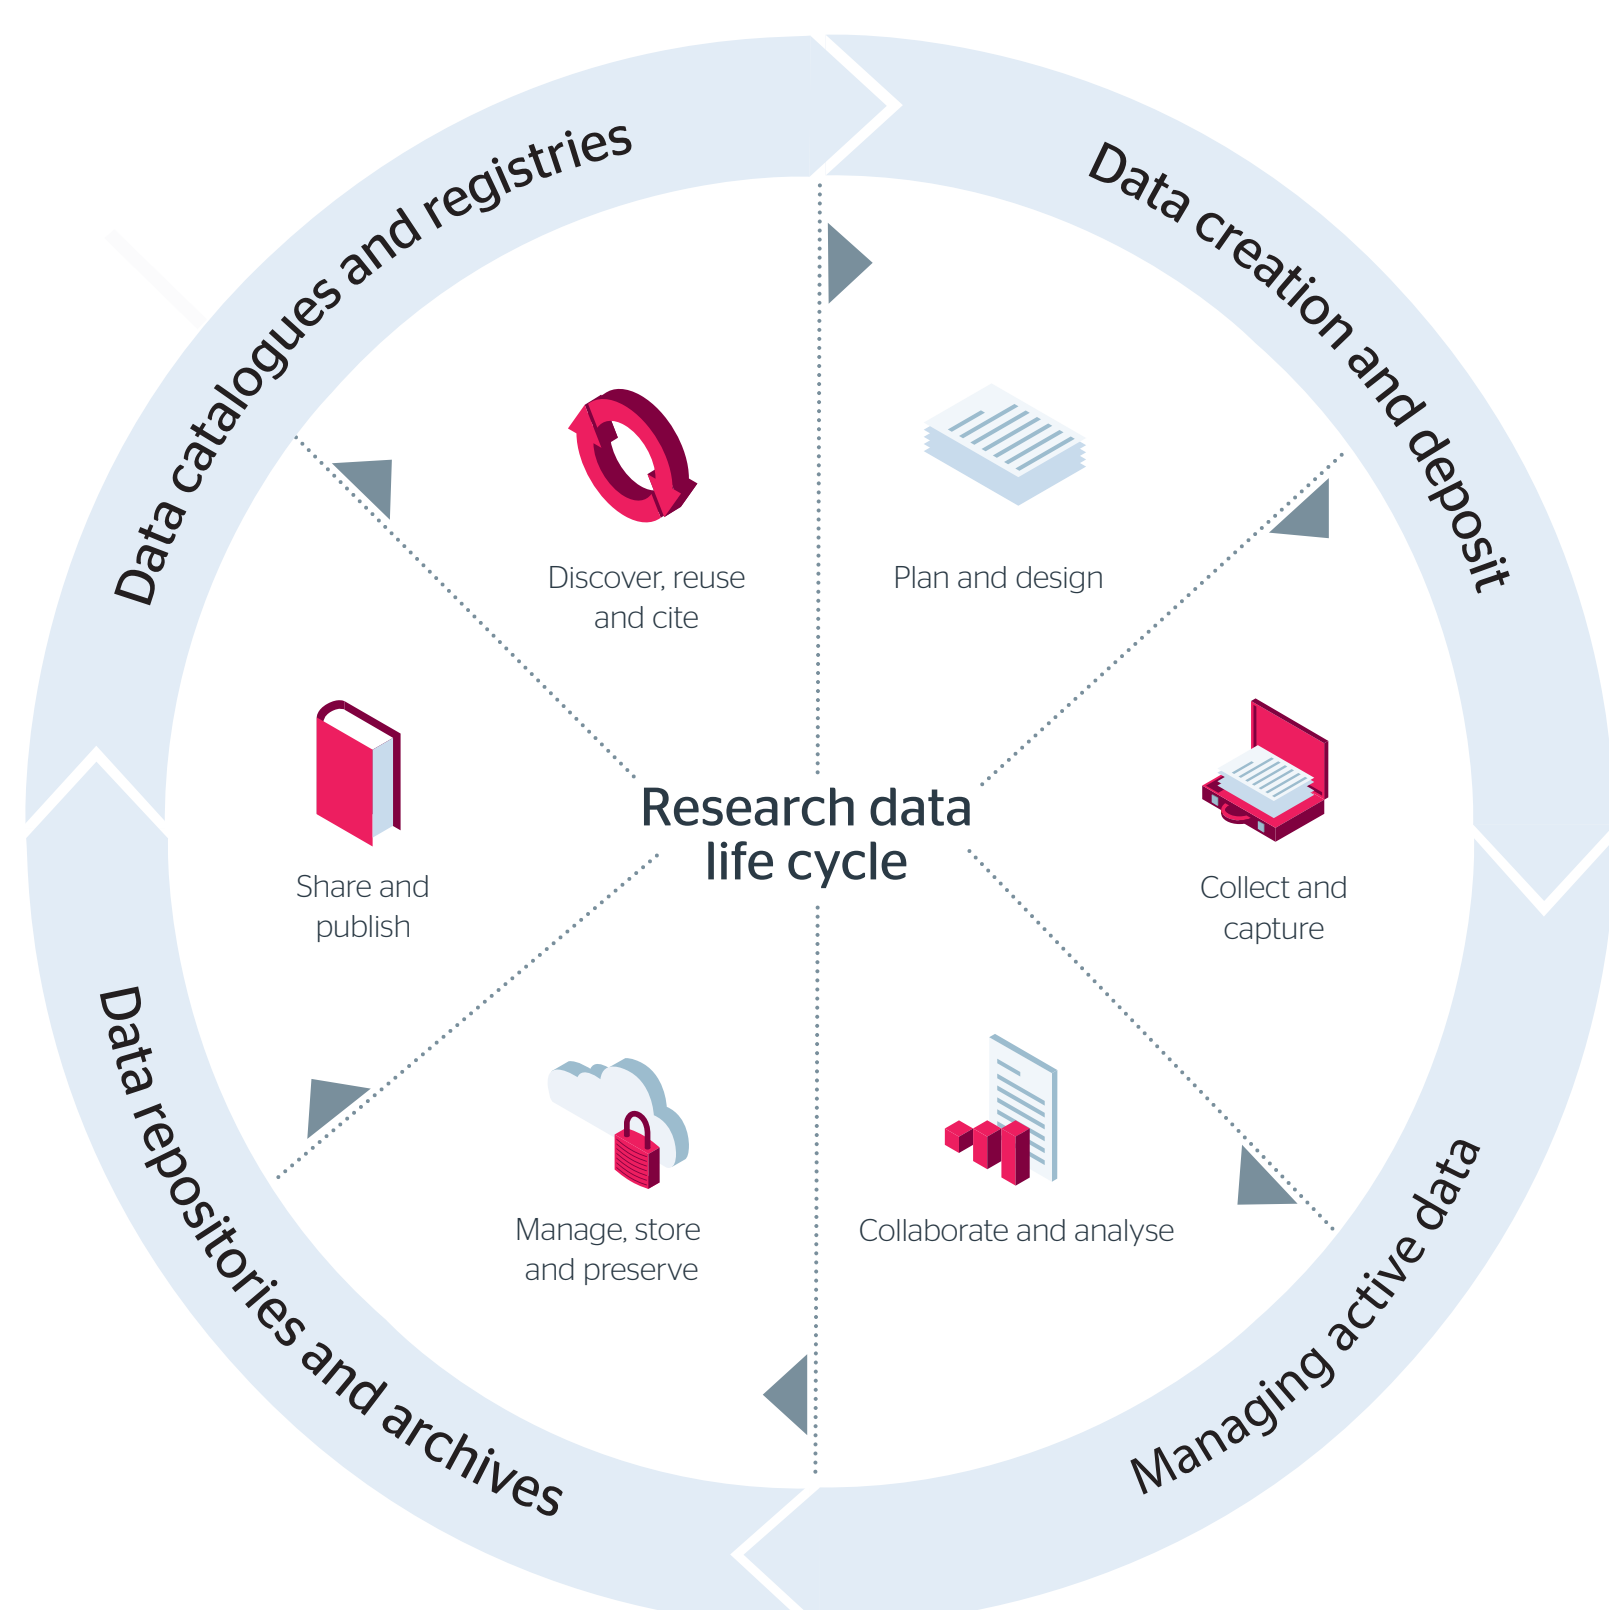 Data catalogues and registries
Data creation and deposit
Discover, reuse
and cite
Plan and design
Research data
life cycle
Share and
publish
Collect and
capture
Manage, store
and preserve
Collaborate and analyse
Data repositories and archives
Managing active data